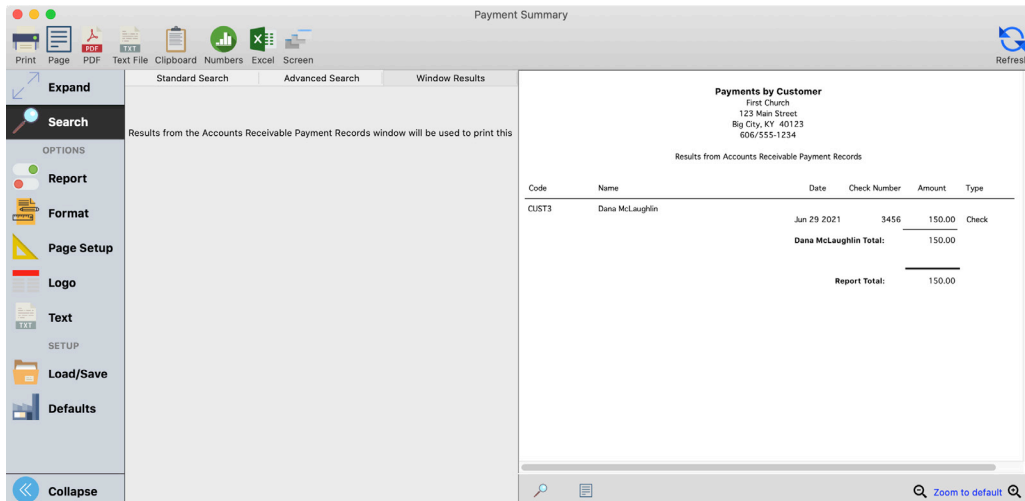 Payment Summary
PDF
TXT
Print Page PDF Text File Clipboard Numbers Excel Screen
Refresh
Expand
Search
OPTIONS
Report
Format
Page Setup
Logo
TXT
Text
SETUP
Load/Save
Defaults
Collapse
Standard Search Advanced Search Window Results
Results from the Accounts Receivable Payment Records window will be used to print this
Payments by Customer
First Church
123 Main Street
Big City, KY 40123
606/555-1234
Results from Accounts Receivable Payment Records
Code Name Date Check Number Amount Type
CUST3 Dana McLaughlin
Jun 29 2021 3456 150.00 Check
Dana McLaughlin Total: 150.00
Report Total: 150.00
Zoom to default